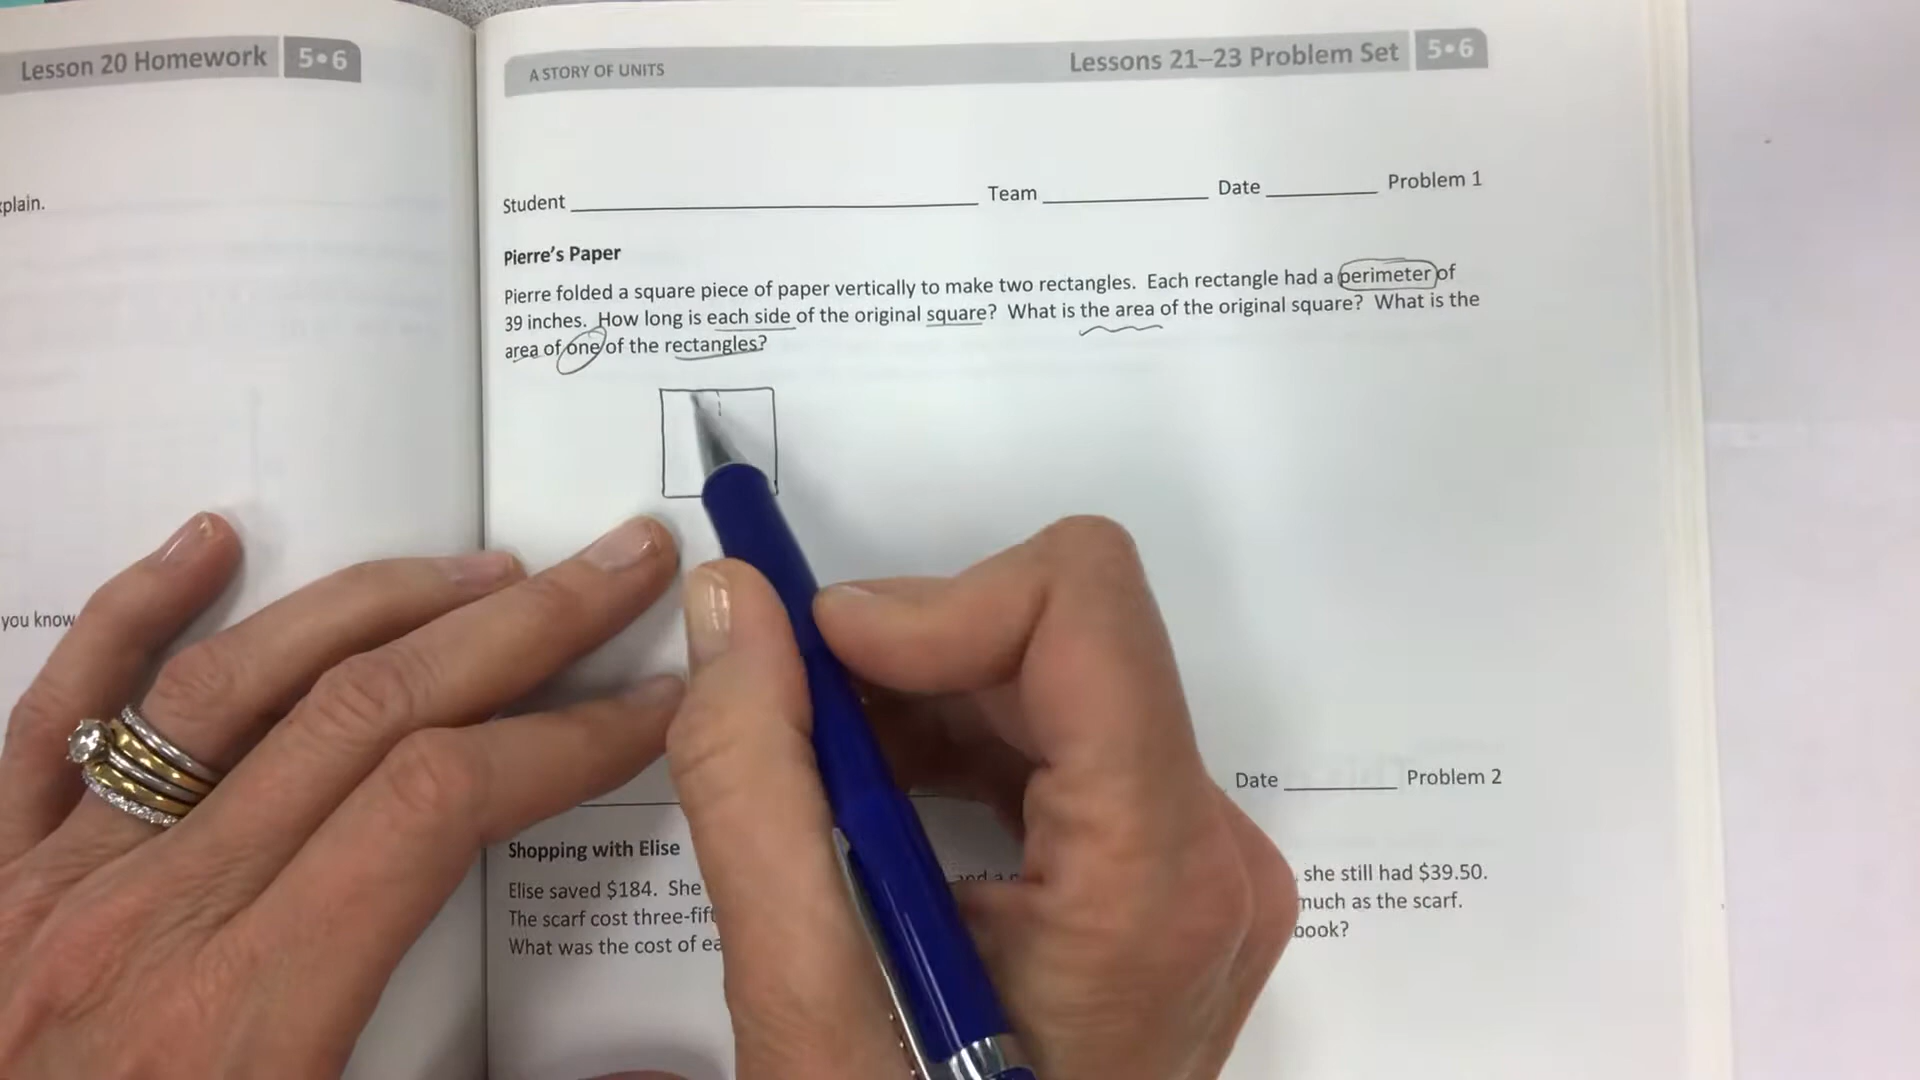 Lesson 20 Homework 5•6
plain.
you know
A STORY OF UNITS Lessons 21–23 Problem Set 5•6
Student Team Date Problem 1
Pierre's Paper
Pierre folded a square piece of paper vertically to make two rectangles. Each rectangle had a perimeter of
39 inches. How long is each side of the original square? What is the area of the original square? What is the
area of one of the rectangles?
Date Problem 2
Shopping with Elise
Elise saved $184. She and a she still had $39.50.
The scarf cost much as the scarf.
What was the cost of book?